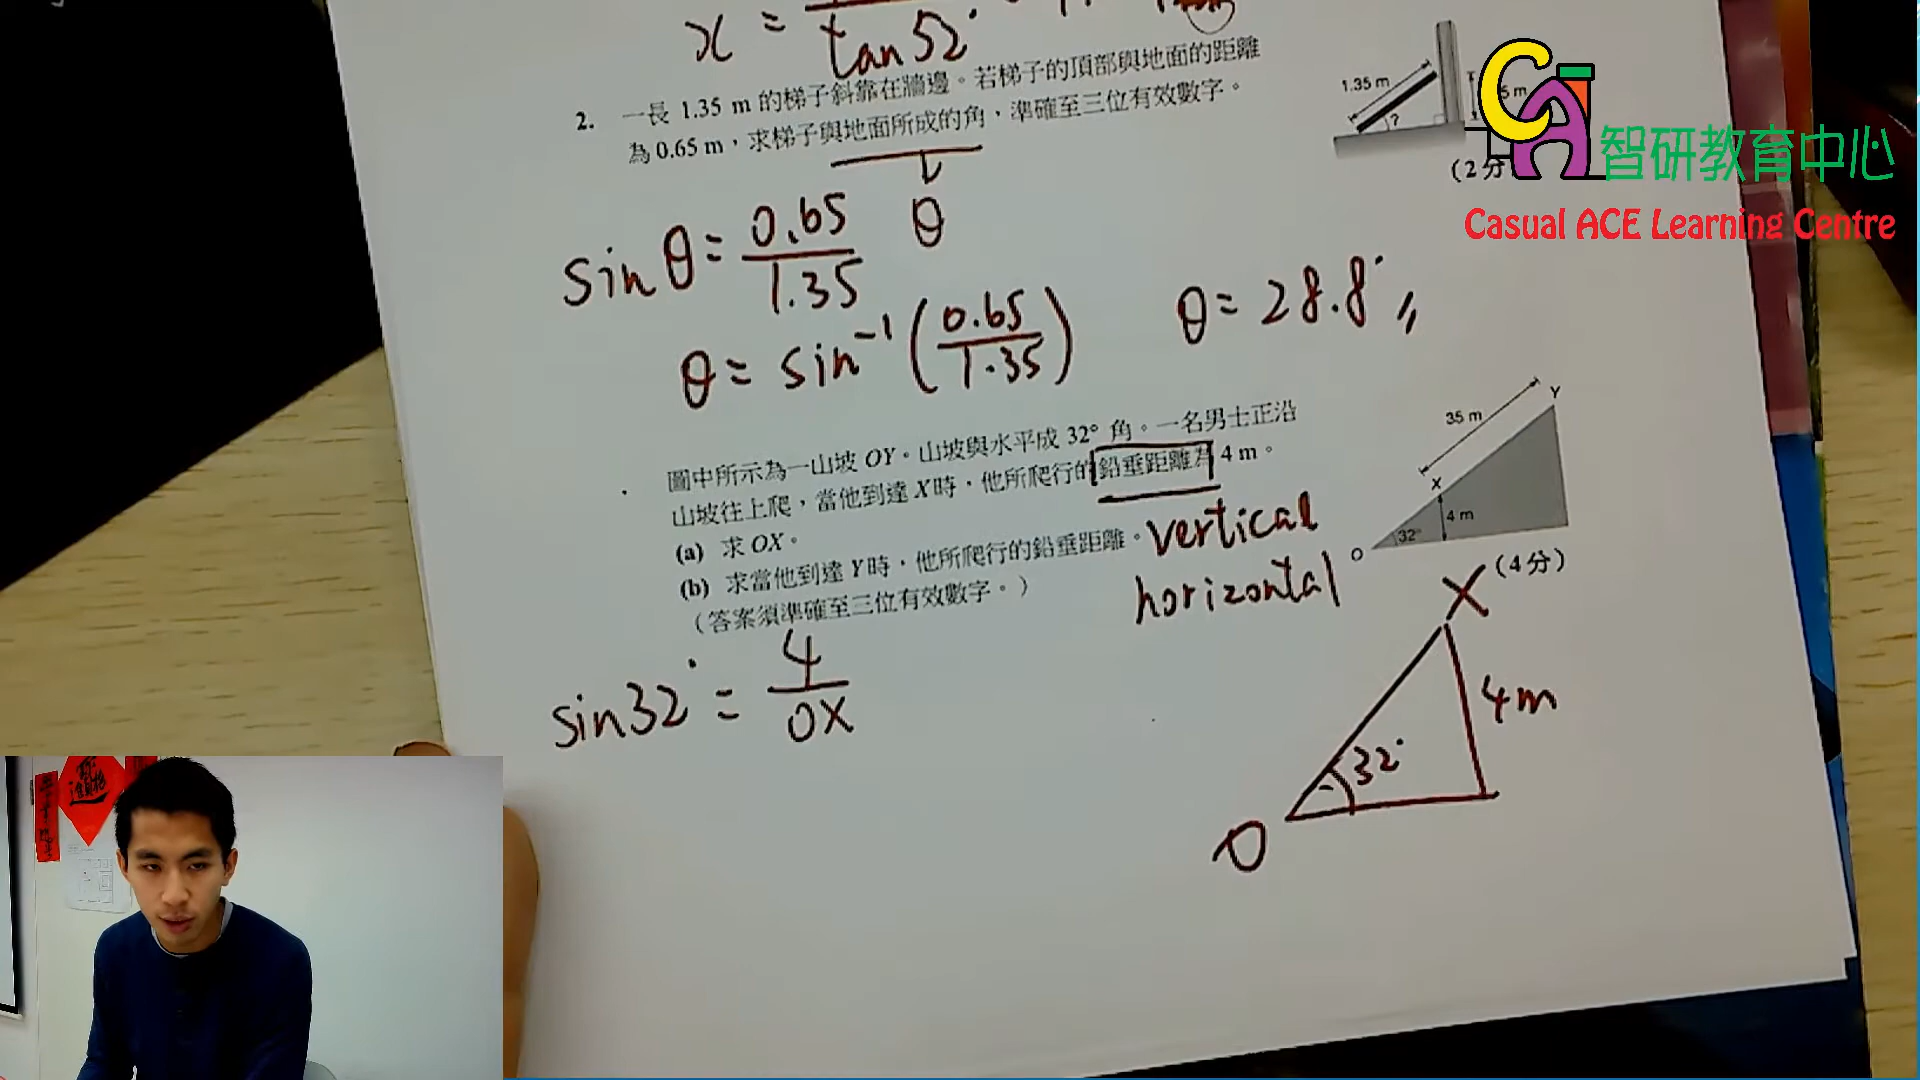 x = tan 52°
2. 一長 1.35 m 的梯子斜靠在牆邊。若梯子的頂部與地面的距離
為 0.65 m，求梯子與地面所成的角，準確至三位有效數字。
1.35 m
5 m
?
(2分
智研教育中心
Casual ACE Learning Centre
θ
sin θ = 0.65 / 1.35
θ = sin⁻¹ (0.65 / 1.35)
θ = 28.8°
圖中所示為一山坡 OY。山坡與水平成 32° 角。一名男士正沿
山坡往上爬，當他到達 X 時，他所爬行的鉛垂距離為 4 m。
(a) 求 OX。
(b) 求當他到達 Y 時，他所爬行的鉛垂距離。
（答案須準確至三位有效數字。）
vertical
horizontal
35 m
Y
X
4 m
32°
O
(4分)
sin 32° = 4 / OX
X
4m
32°
O